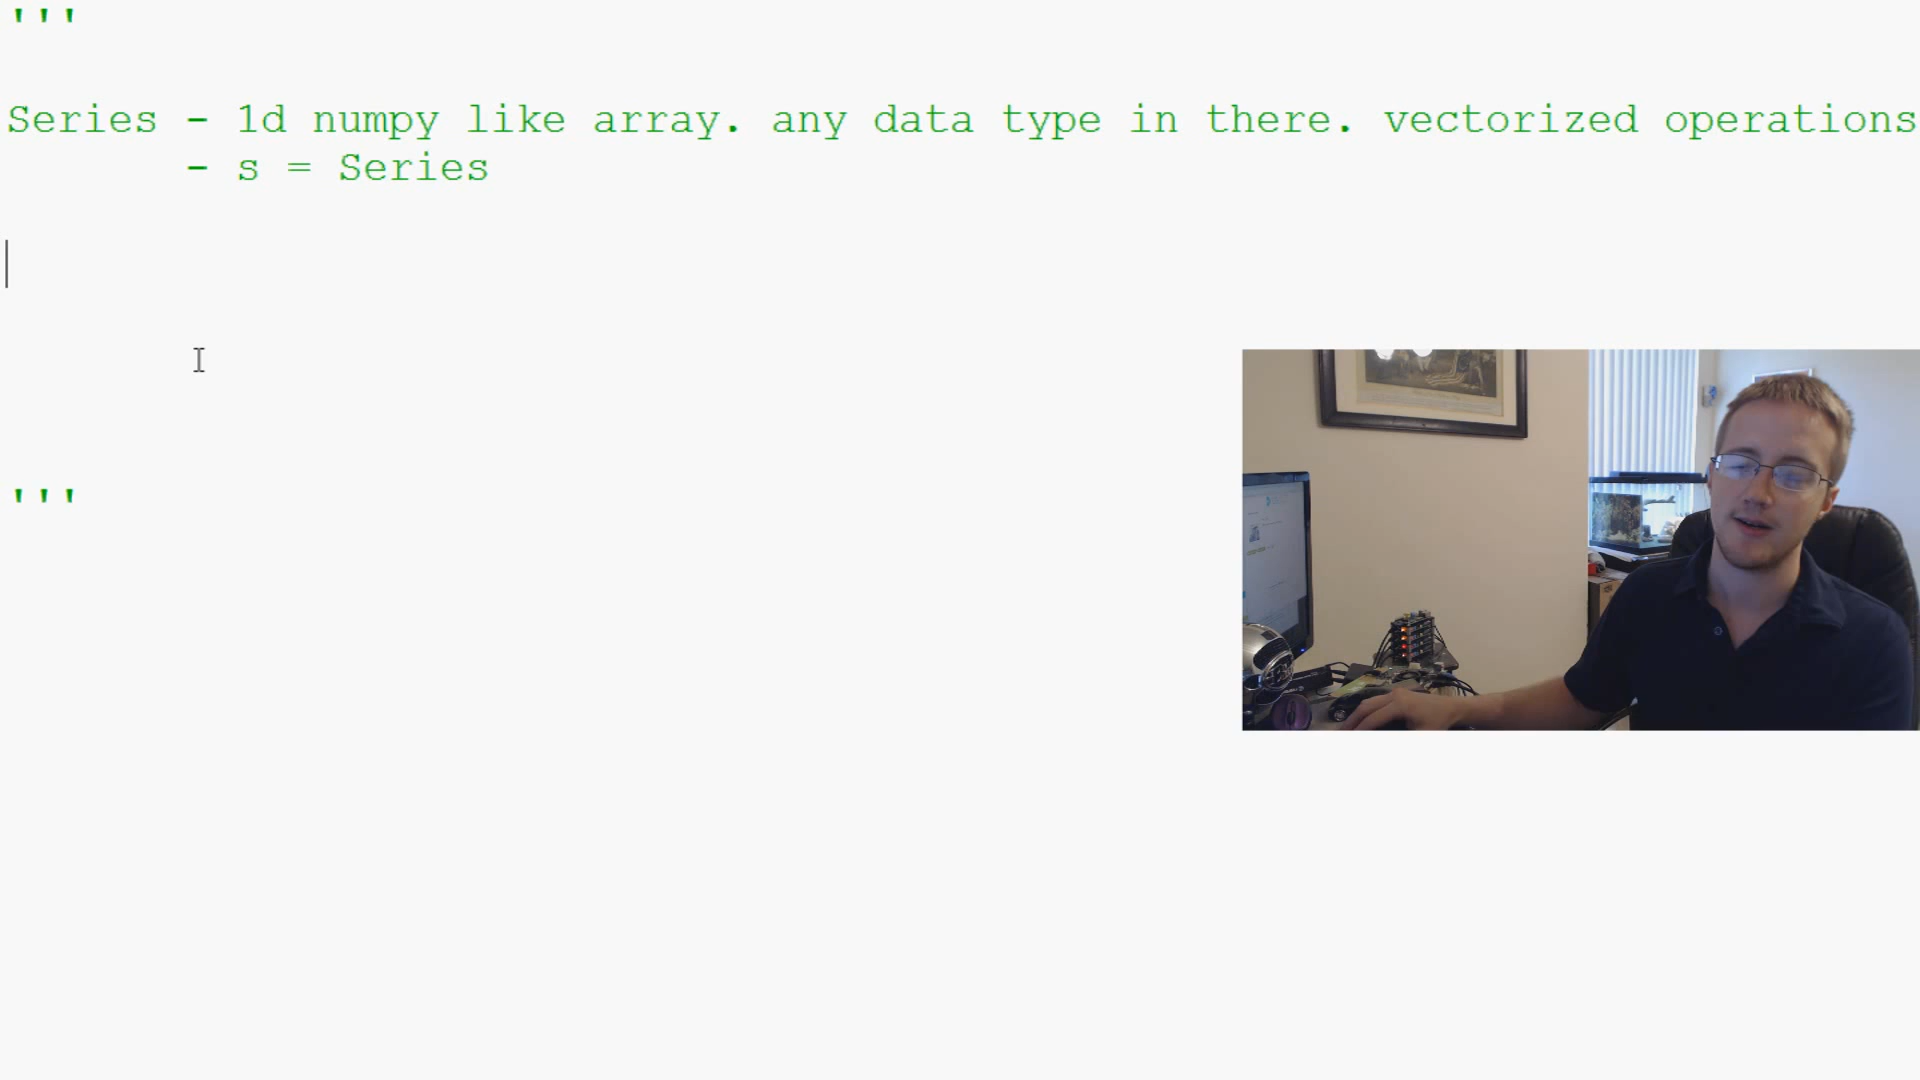 '''
Series - 1d numpy like array. any data type in there. vectorized operations
- s = Series
'''